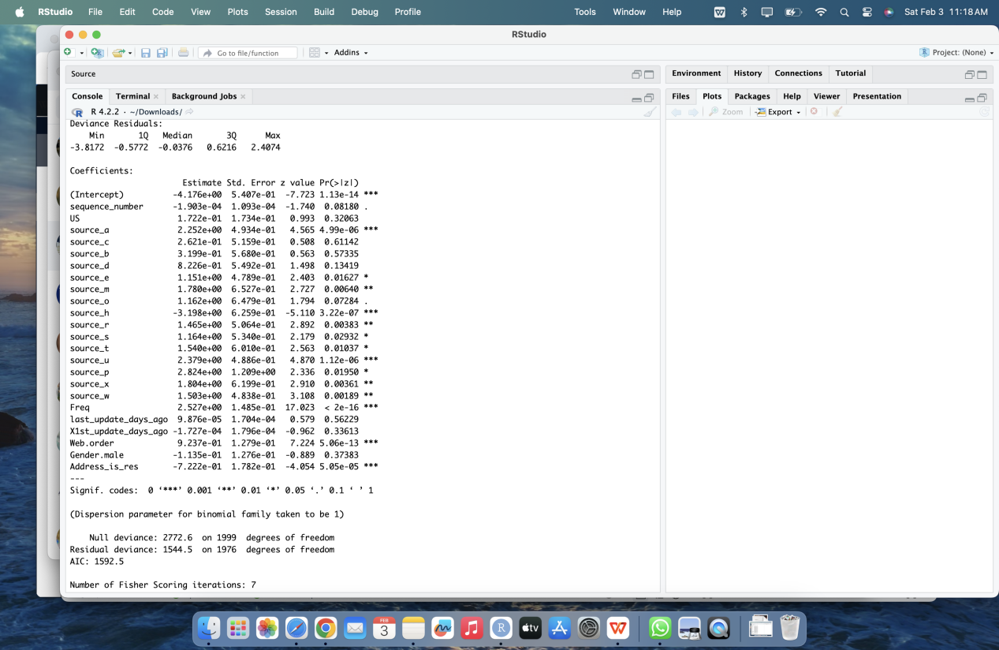 RStudio File Edit Code View Plots Session Build Debug Profile Tools Window Help Sat Feb 3 11:18 AM
RStudio
Go to file/function Addins Project: (None)
Source
Environment History Connections Tutorial
Console Terminal Background Jobs
Files Plots Packages Help Viewer Presentation
R 4.2.2 · ~/Downloads/
Zoom Export
Deviance Residuals:
Min 1Q Median 3Q Max
-3.8172 -0.5772 -0.0376 0.6216 2.4074
Coefficients:
Estimate Std. Error z value Pr(>|z|)
(Intercept) -4.176e+00 5.407e-01 -7.723 1.13e-14 ***
sequence_number -1.903e-04 1.093e-04 -1.740 0.08180 .
US 1.722e-01 1.734e-01 0.993 0.32063
source_a 2.252e+00 4.934e-01 4.565 4.99e-06 ***
source_c 2.621e-01 5.159e-01 0.508 0.61142
source_b 3.199e-01 5.680e-01 0.563 0.57335
source_d 8.226e-01 5.492e-01 1.498 0.13419
source_e 1.151e+00 4.789e-01 2.403 0.01627 *
source_m 1.780e+00 6.527e-01 2.727 0.00640 **
source_o 1.162e+00 6.479e-01 1.794 0.07284 .
source_h -3.198e+00 6.259e-01 -5.110 3.22e-07 ***
source_r 1.465e+00 5.064e-01 2.892 0.00383 **
source_s 1.164e+00 5.340e-01 2.179 0.02932 *
source_t 1.540e+00 6.010e-01 2.563 0.01037 *
source_u 2.379e+00 4.886e-01 4.870 1.12e-06 ***
source_p 2.824e+00 1.209e+00 2.336 0.01950 *
source_x 1.804e+00 6.199e-01 2.910 0.00361 **
source_w 1.503e+00 4.838e-01 3.108 0.00189 **
Freq 2.527e+00 1.485e-01 17.023 < 2e-16 ***
last_update_days_ago 9.876e-05 1.704e-04 0.579 0.56229
X1st_update_days_ago -1.727e-04 1.796e-04 -0.962 0.33613
Web.order 9.237e-01 1.279e-01 7.224 5.06e-13 ***
Gender.male -1.135e-01 1.276e-01 -0.889 0.37383
Address_is_res -7.222e-01 1.782e-01 -4.054 5.05e-05 ***
---
Signif. codes: 0 ‘***’ 0.001 ‘**’ 0.01 ‘*’ 0.05 ‘.’ 0.1 ‘ ’ 1
(Dispersion parameter for binomial family taken to be 1)
Null deviance: 2772.6 on 1999 degrees of freedom
Residual deviance: 1544.5 on 1976 degrees of freedom
AIC: 1592.5
Number of Fisher Scoring iterations: 7
FEB
3
R
tv